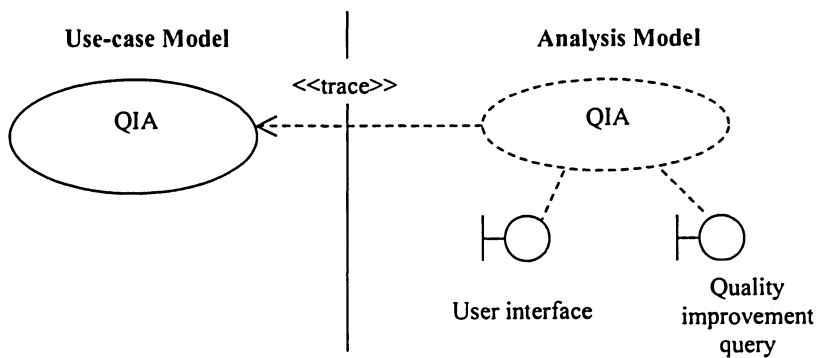 Use-case Model
Analysis Model
<<trace>>
QIA
QIA
User interface
Quality
improvement
query